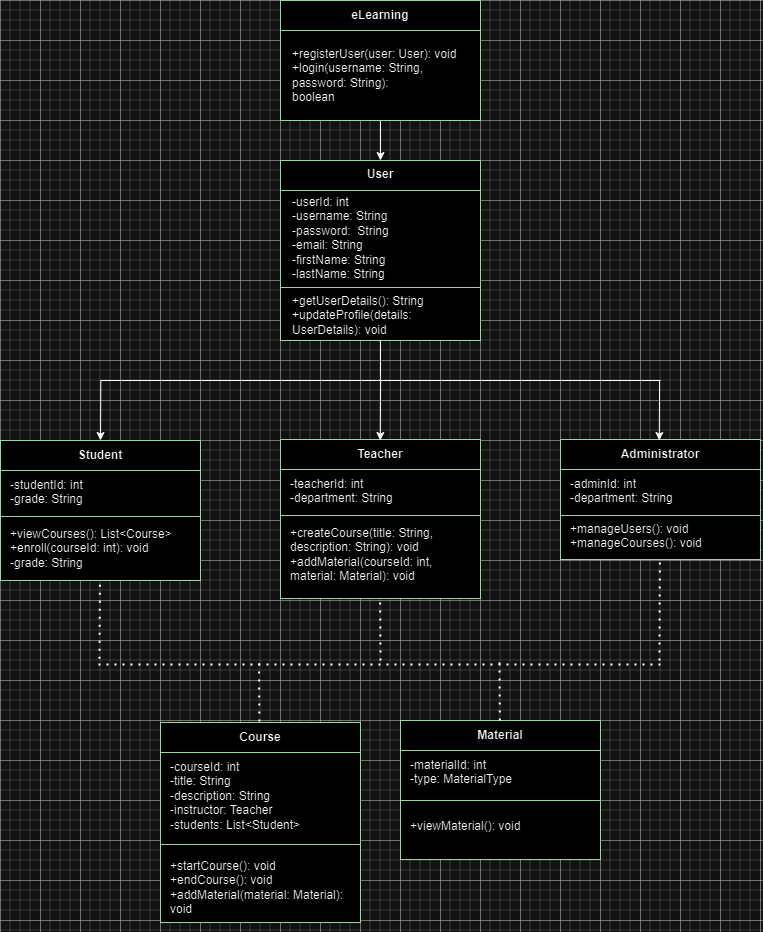 eLearning
+registerUser(user: User): void
+login(username: String,
password: String):
boolean
User
-userId: int
-username: String
-password:  String
-email: String
-firstName: String
-lastName: String
+getUserDetails(): String
+updateProfile(details:
UserDetails): void
Student
-studentId: int
-grade: String
+viewCourses(): List<Course>
+enroll(courseId: int): void
-grade: String
Teacher
-teacherId: int
-department: String
+createCourse(title: String,
description: String): void
+addMaterial(courseId: int,
material: Material): void
Administrator
-adminId: int
-department: String
+manageUsers(): void
+manageCourses(): void
Course
-courseId: int
-title: String
-description: String
-instructor: Teacher
-students: List<Student>
+startCourse(): void
+endCourse(): void
+addMaterial(material: Material):
void
Material
-materialId: int
-type: MaterialType
+viewMaterial(): void